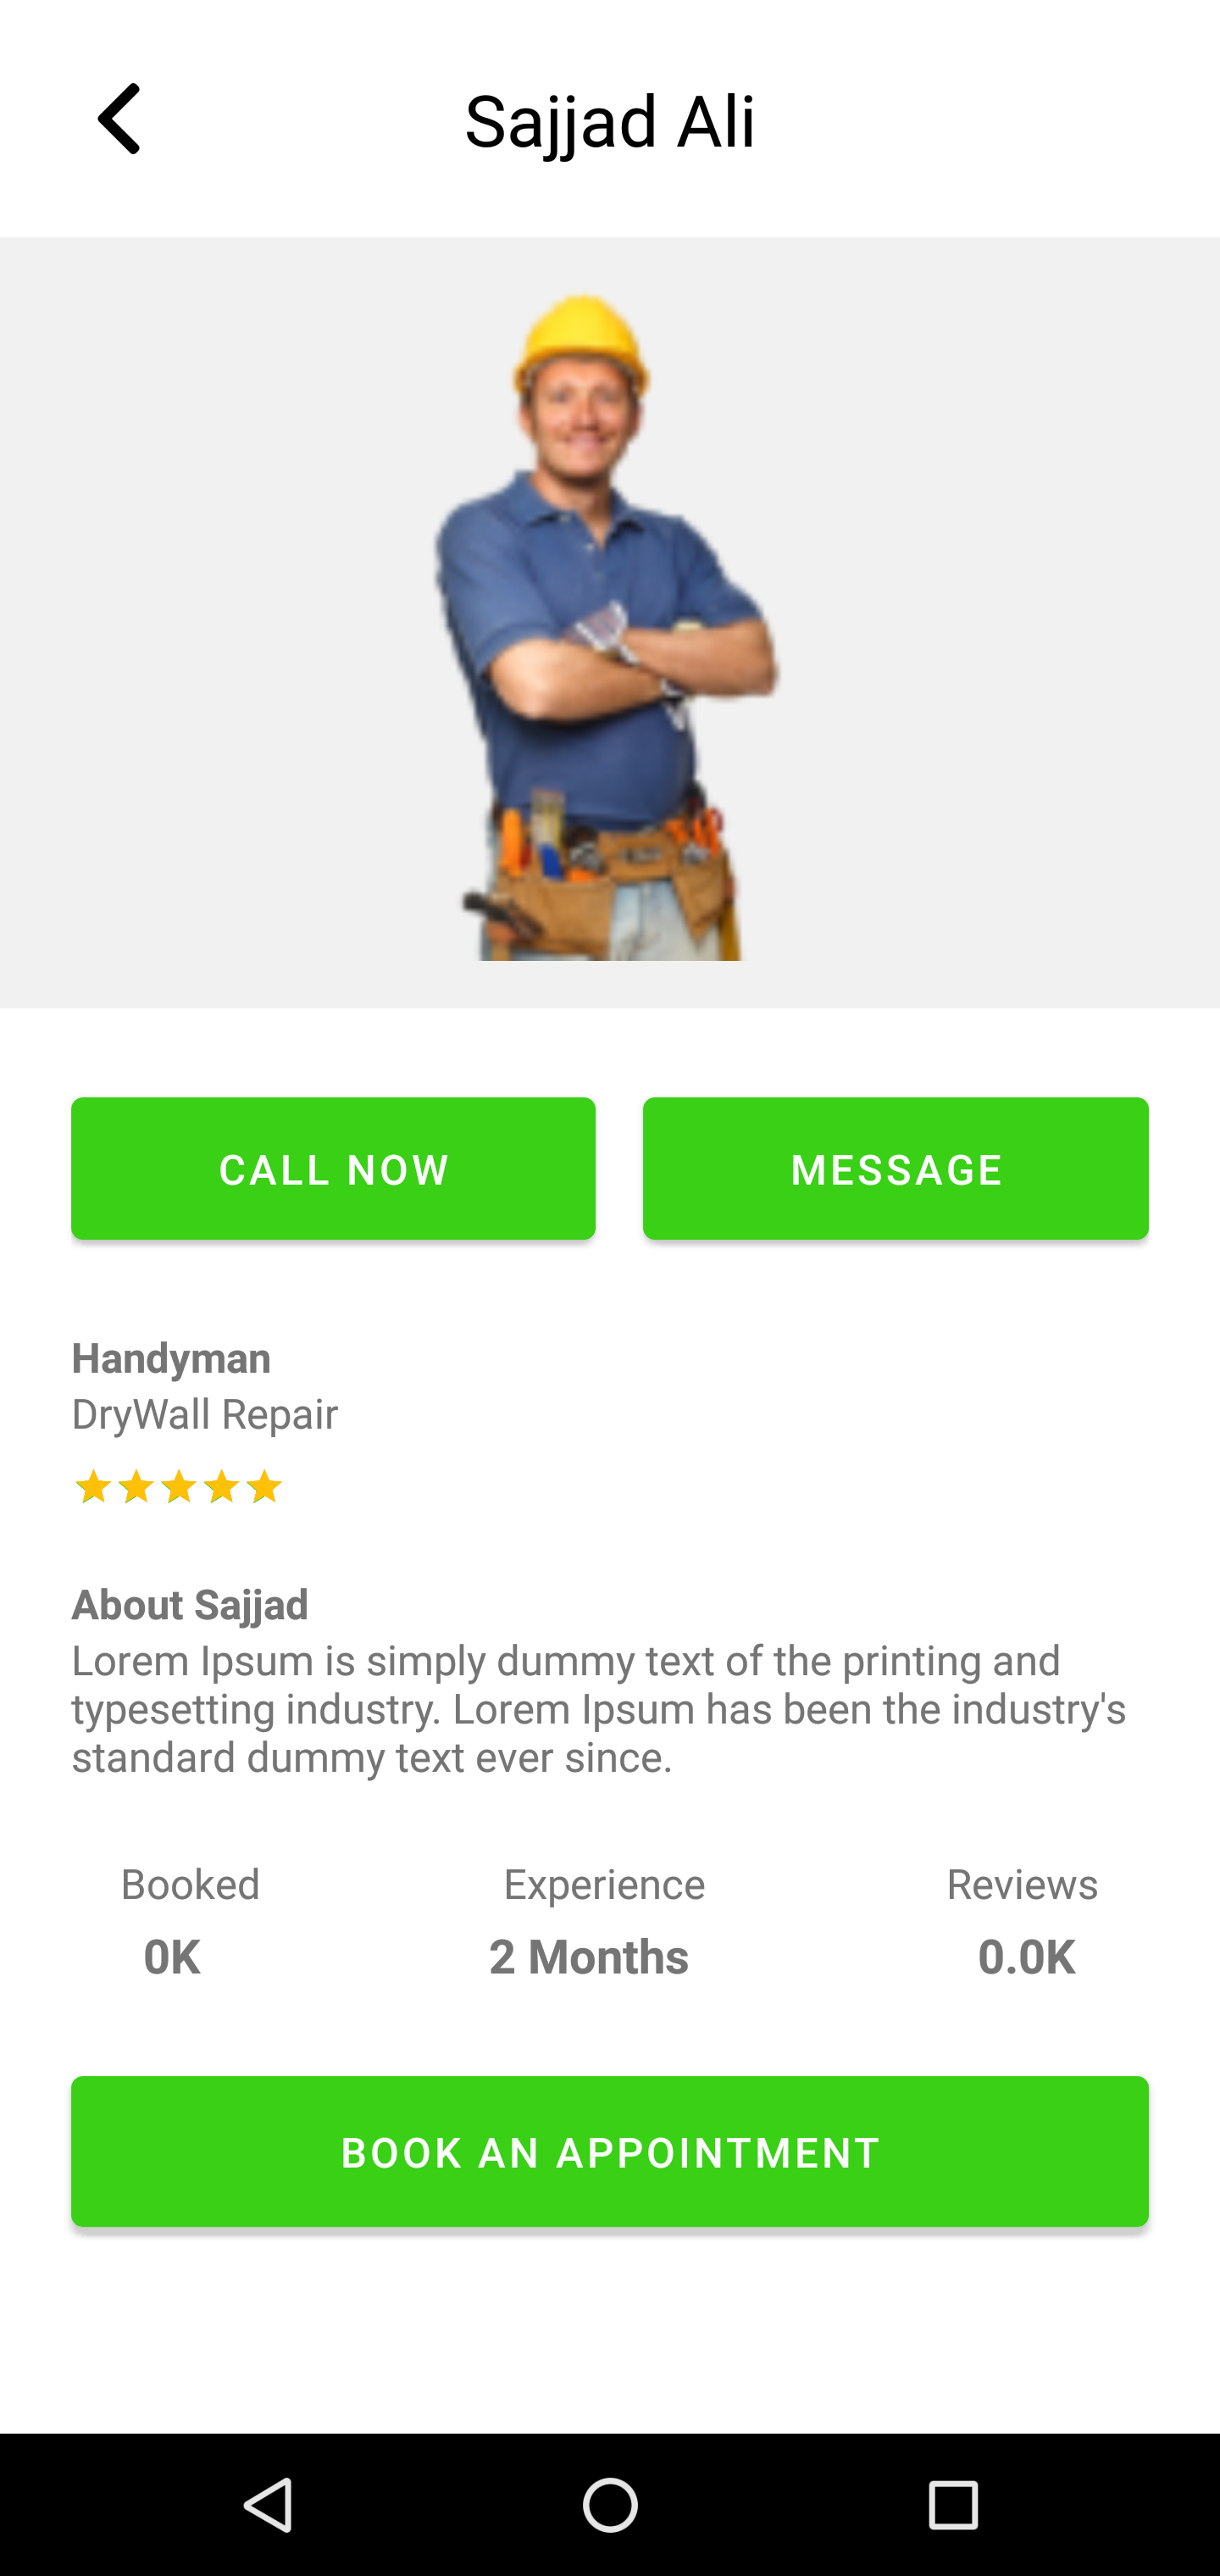 Sajjad Ali
CALL NOW
MESSAGE
Handyman
DryWall Repair
About Sajjad
Lorem Ipsum is simply dummy text of the printing and
typesetting industry. Lorem Ipsum has been the industry's
standard dummy text ever since.
Booked Experience Reviews
0K 2 Months 0.0K
BOOK AN APPOINTMENT